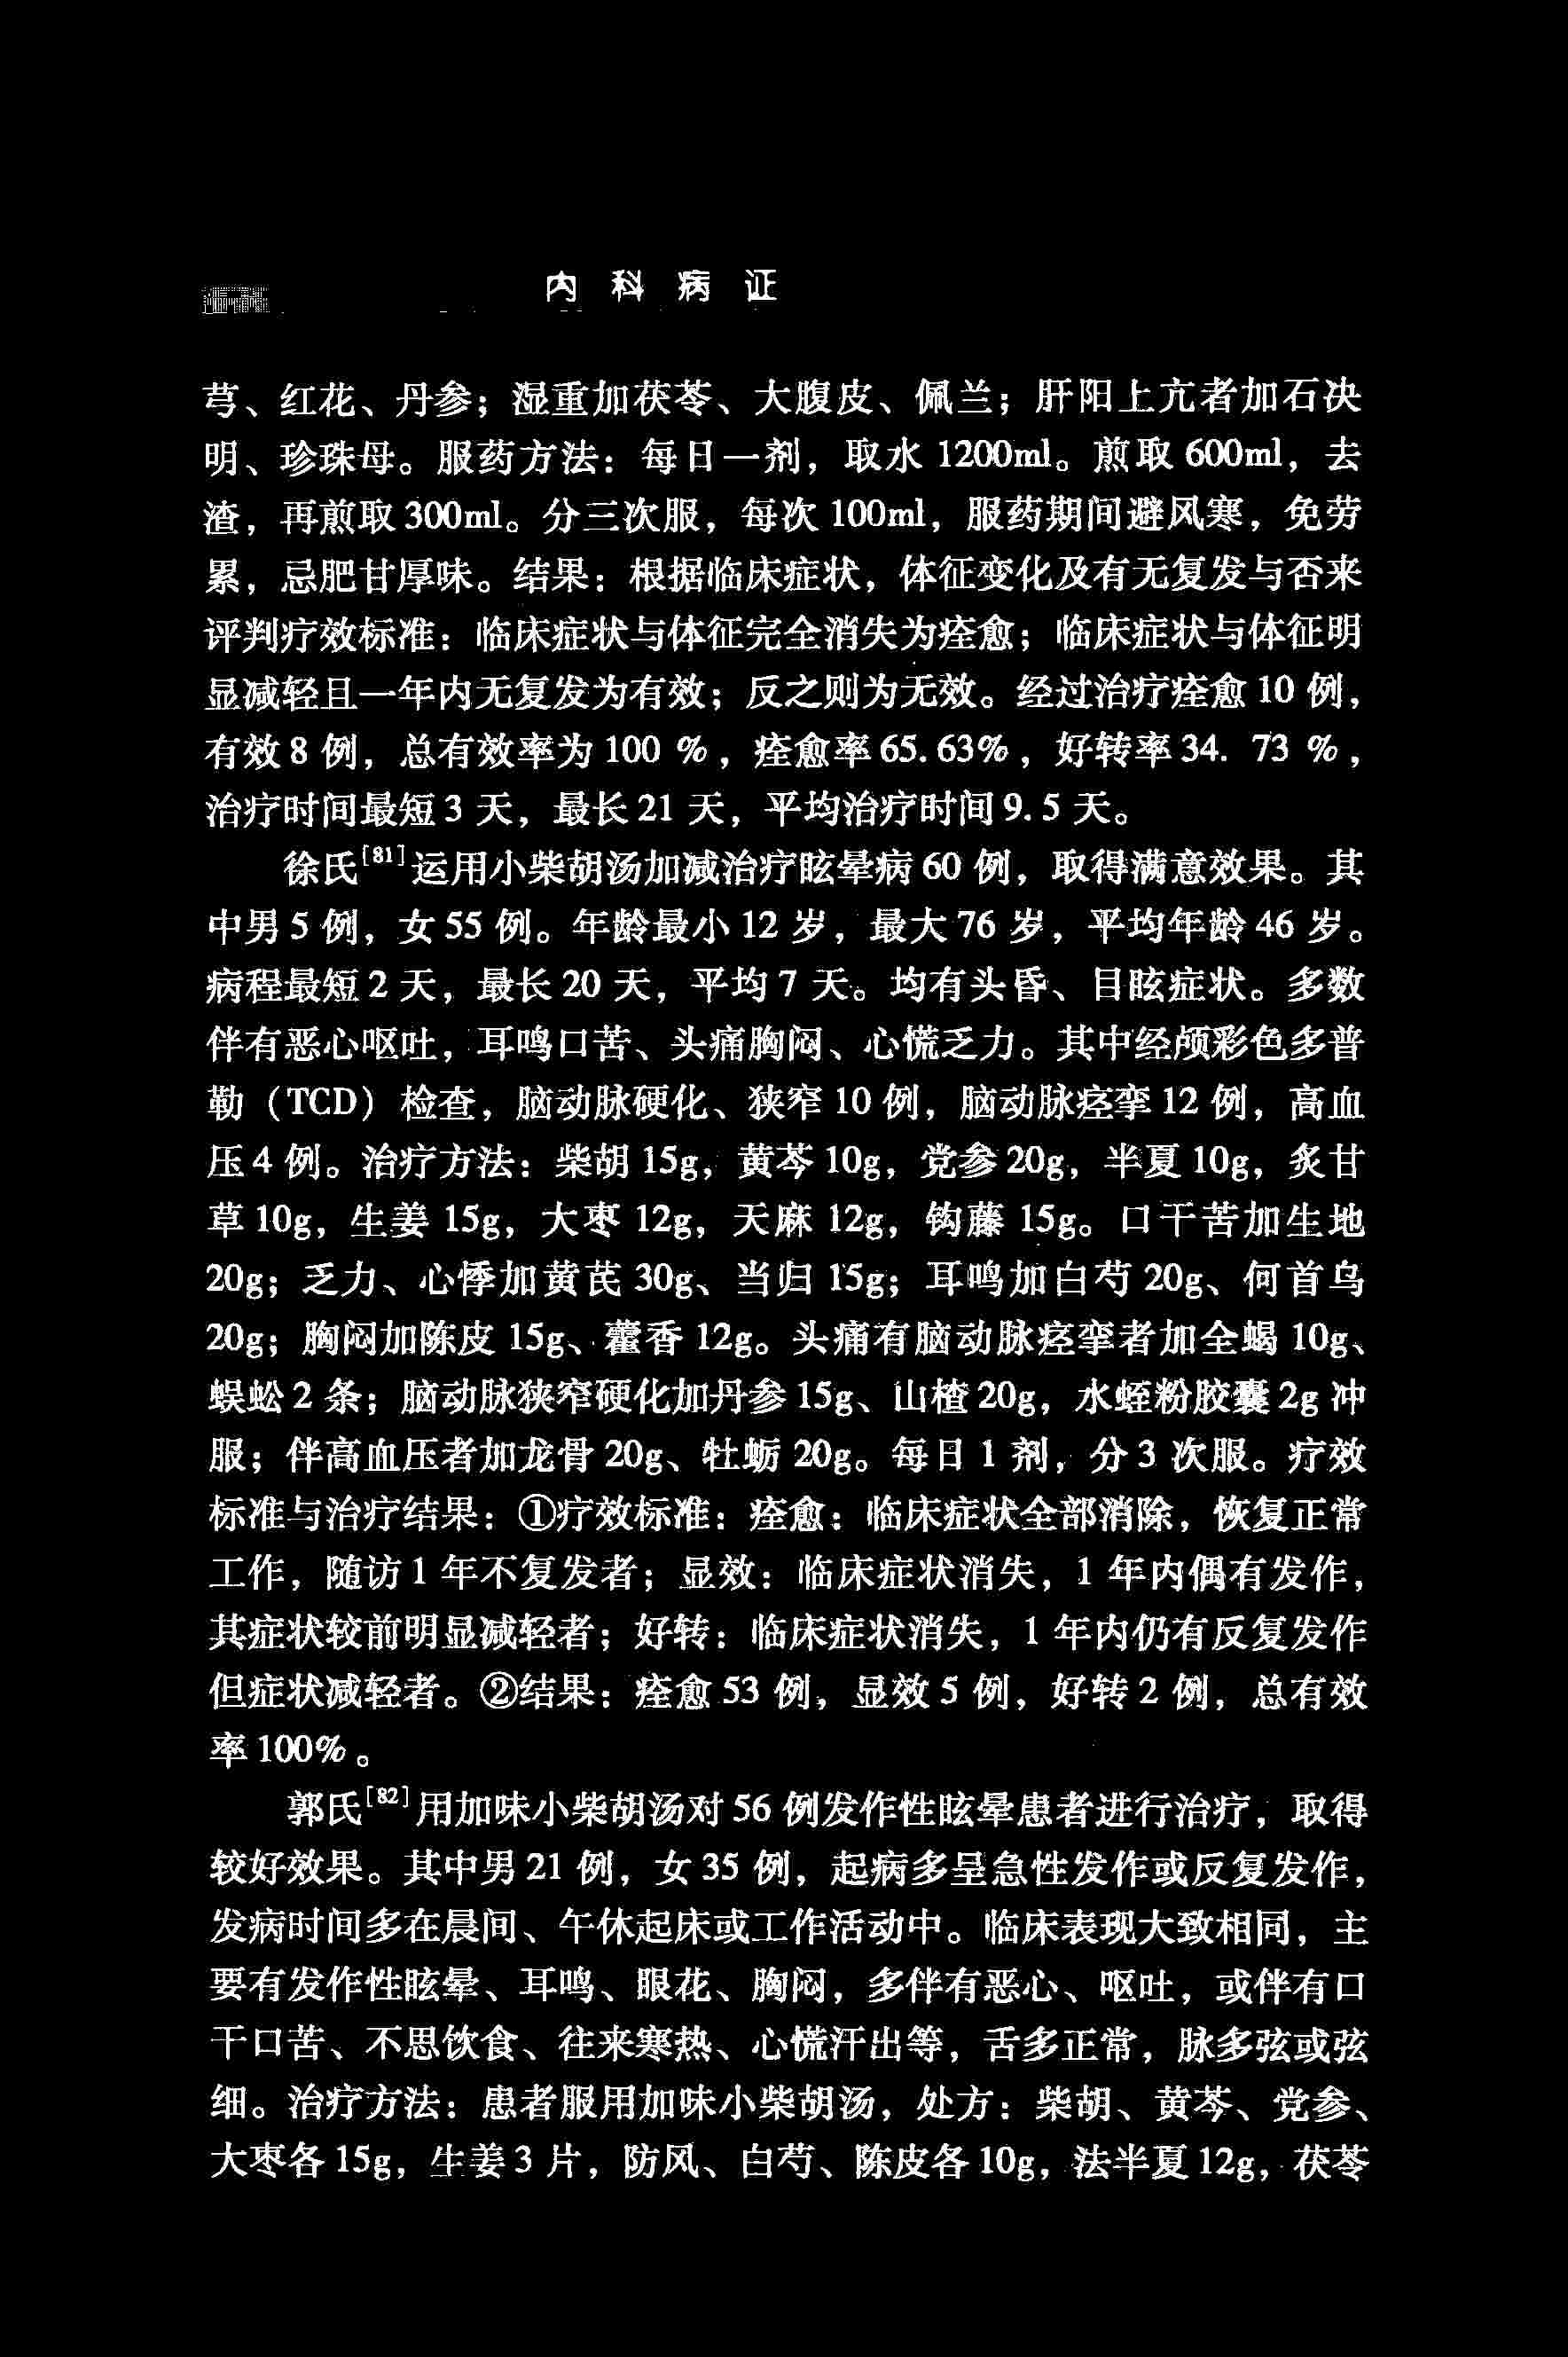 内科病证
芎、红花、丹参；湿重加茯苓、大腹皮、佩兰；肝阳上亢者加石决
明、珍珠母。服药方法：每日一剂，取水 1200ml。煎取 600ml，去
渣，再煎取 300ml。分三次服，每次 100ml，服药期间避风寒，免劳
累，忌肥甘厚味。结果：根据临床症状，体征变化及有无复发与否来
评判疗效标准：临床症状与体征完全消失为痊愈；临床症状与体征明
显减轻且一年内无复发为有效；反之则为无效。经过治疗痊愈 10 例，
有效 8 例，总有效率为 100 %，痊愈率 65. 63%，好转率 34. 73 %，
治疗时间最短 3 天，最长 21 天，平均治疗时间 9. 5 天。
徐氏[81]运用小柴胡汤加减治疗眩晕病 60 例，取得满意效果。其
中男 5 例，女 55 例。年龄最小 12 岁，最大 76 岁，平均年龄 46 岁。
病程最短 2 天，最长 20 天，平均 7 天。均有头昏、目眩症状。多数
伴有恶心呕吐，耳鸣口苦、头痛胸闷、心慌乏力。其中经颅彩色多普
勒（TCD）检查，脑动脉硬化、狭窄 10 例，脑动脉痉挛 12 例，高血
压 4 例。治疗方法：柴胡 15g，黄芩 10g，党参 20g，半夏 10g，炙甘
草 10g，生姜 15g，大枣 12g，天麻 12g，钩藤 15g。口干苦加生地
20g；乏力、心悸加黄芪 30g、当归 15g；耳鸣加白芍 20g、何首乌
20g；胸闷加陈皮 15g、藿香 12g。头痛有脑动脉痉挛者加全蝎 10g、
蜈蚣 2 条；脑动脉狭窄硬化加丹参 15g、山楂 20g，水蛭粉胶囊 2g 冲
服；伴高血压者加龙骨 20g、牡蛎 20g。每日 1 剂，分 3 次服。疗效
标准与治疗结果：①疗效标准：痊愈：临床症状全部消除，恢复正常
工作，随访 1 年不复发者；显效：临床症状消失，1 年内偶有发作，
其症状较前明显减轻者；好转：临床症状消失，1 年内仍有反复发作
但症状减轻者。②结果：痊愈 53 例，显效 5 例，好转 2 例，总有效
率 100%。
郭氏[82]用加味小柴胡汤对 56 例发作性眩晕患者进行治疗，取得
较好效果。其中男 21 例，女 35 例，起病多呈急性发作或反复发作，
发病时间多在晨间、午休起床或工作活动中。临床表现大致相同，主
要有发作性眩晕、耳鸣、眼花、胸闷，多伴有恶心、呕吐，或伴有口
干口苦、不思饮食、往来寒热、心慌汗出等，舌多正常，脉多弦或弦
细。治疗方法：患者服用加味小柴胡汤，处方：柴胡、黄芩、党参、
大枣各 15g，生姜 3 片，防风、白芍、陈皮各 10g，法半夏 12g，茯苓